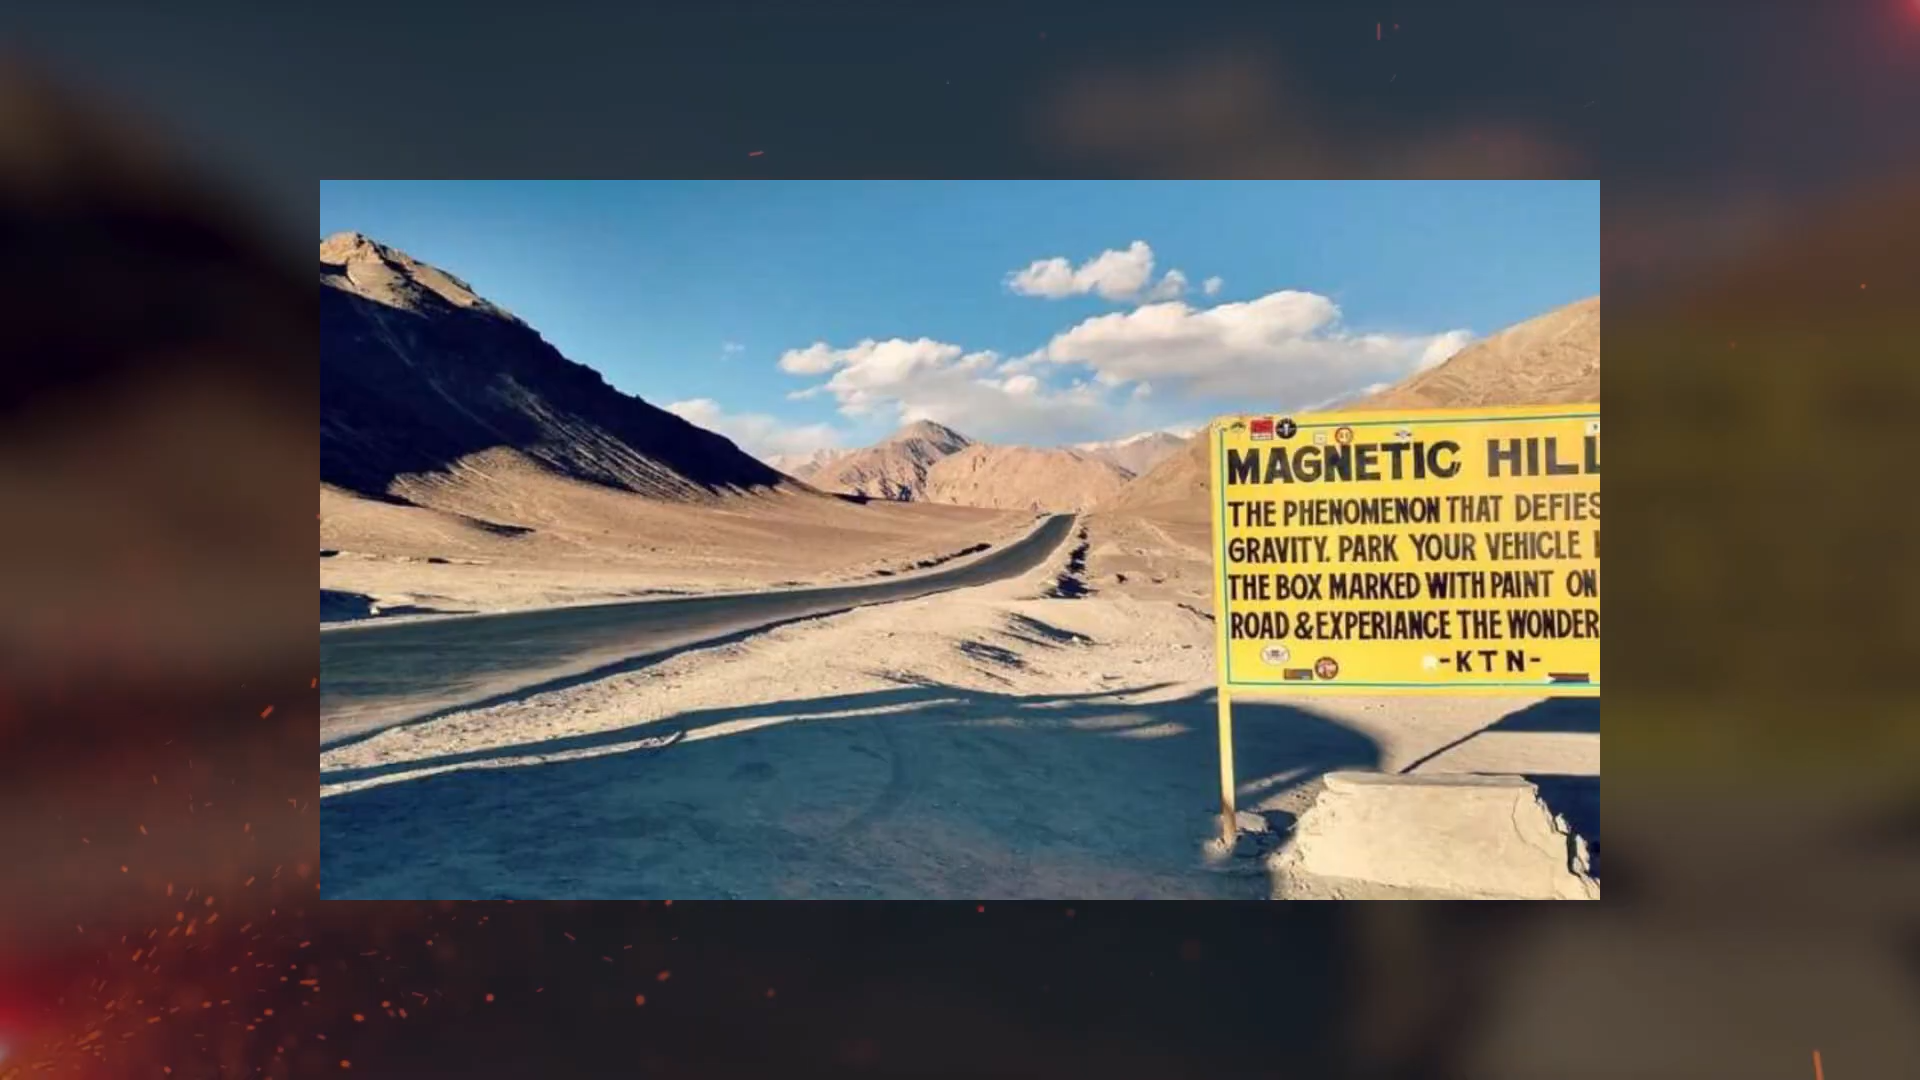 MAGNETIC HILL
THE PHENOMENON THAT DEFIES
GRAVITY. PARK YOUR VEHICLE
THE BOX MARKED WITH PAINT ON
ROAD & EXPERIANCE THE WONDER
-KTN-